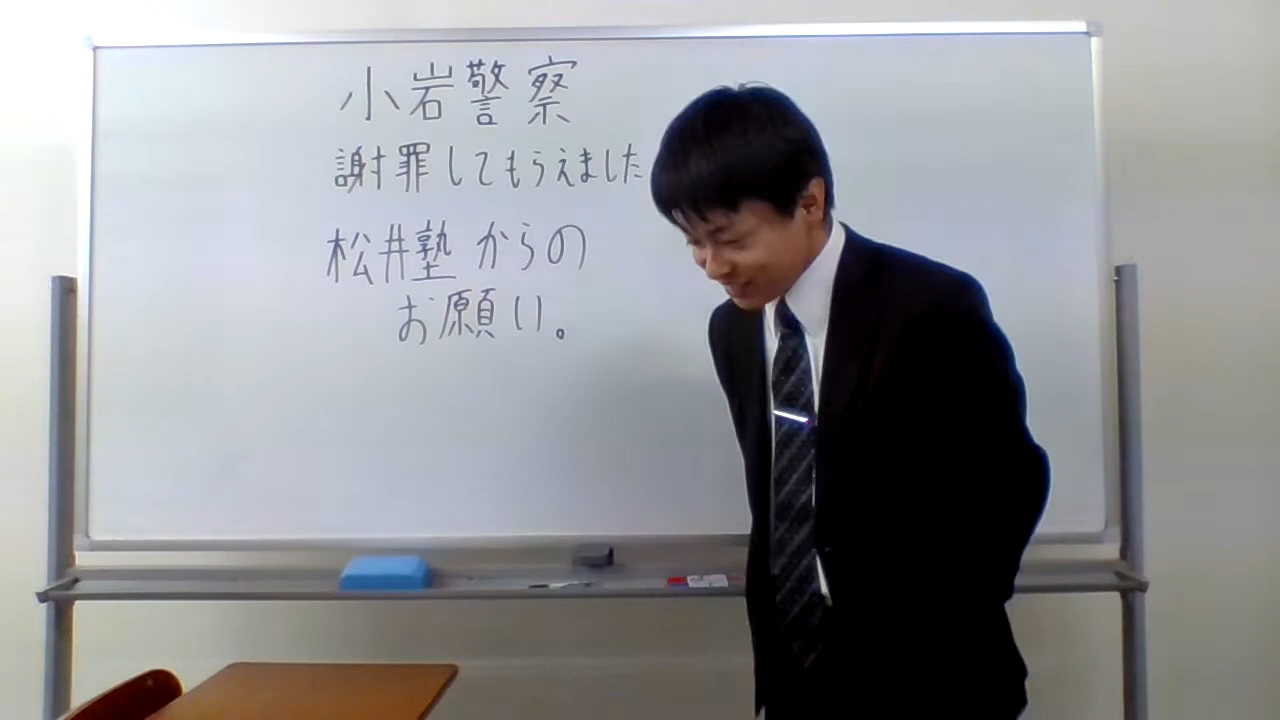 小岩警察
謝罪してもらえました
松井塾からの
お願い。